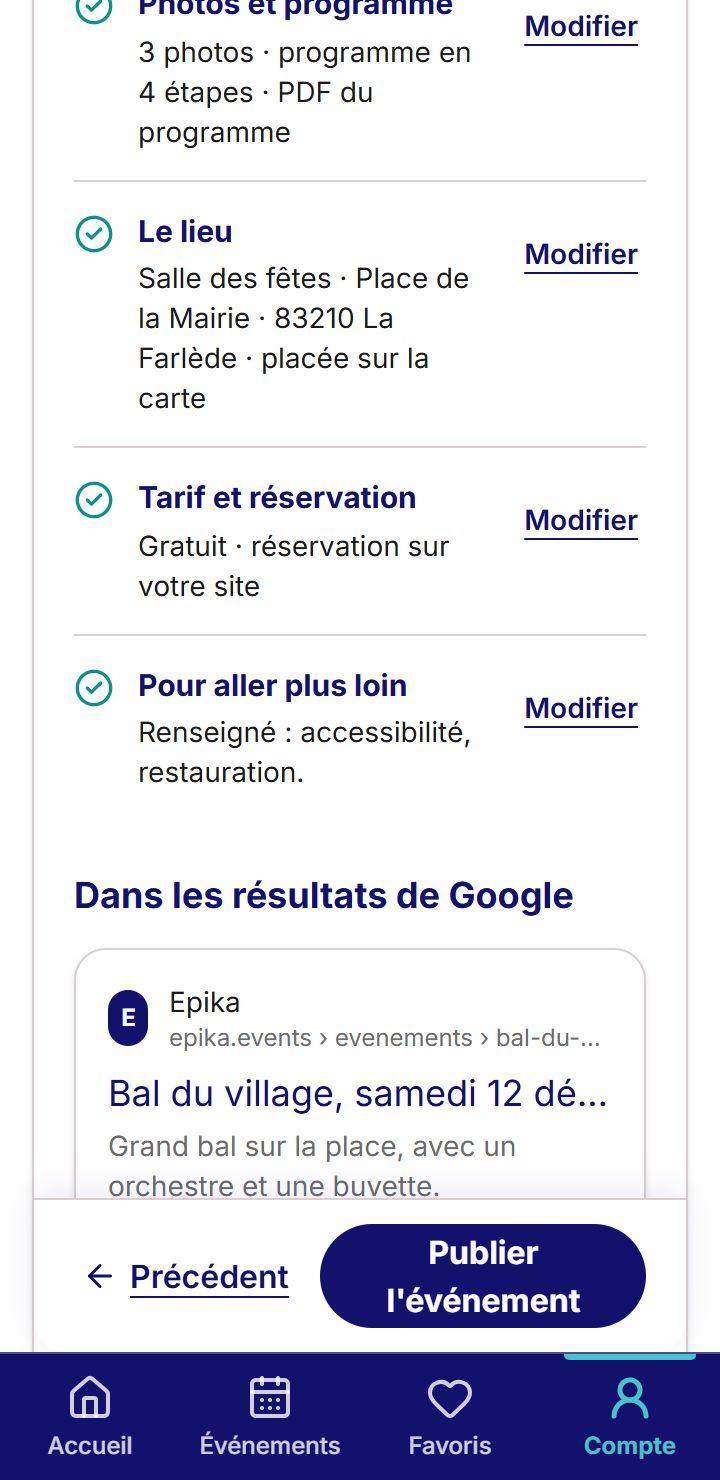 Photos et programme
Modifier
3 photos · programme en
4 étapes · PDF du
programme
Le lieu
Modifier
Salle des fêtes · Place de
la Mairie · 83210 La
Farlède · placée sur la
carte
Tarif et réservation
Modifier
Gratuit · réservation sur
votre site
Pour aller plus loin
Modifier
Renseigné : accessibilité,
restauration.
Dans les résultats de Google
E
Epika
epika.events › evenements › bal-du-...
Bal du village, samedi 12 dé...
Grand bal sur la place, avec un
orchestre et une buvette.
← Précédent
Publier
l'événement
Accueil
Événements
Favoris
Compte